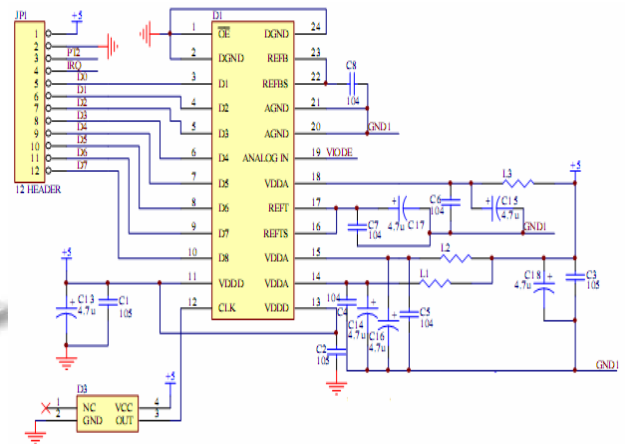 JP1
+5
1
2
3
4
5
6
7
8
9
10
11
12
PT2
IRQ
D0
D1
D2
D3
D4
D5
D6
D7
12 HEADER
D1
1 OE DGND 24
2 DGND REFB 23
3 D1 REFBS 22
4 D2 AGND 21
5 D3 AGND 20
6 D4 ANALOG IN 19
7 D5 VDDA 18
8 D6 REFT 17
9 D7 REFTS 16
10 D8 VDDA 15
11 VDDD VDDA 14
12 CLK VDDD 13
C8
104
GND1
VIODE
+5
L3
C6
104
C15
4.7u
C7
104
4.7u C17
GND1
L2
L1
C18
4.7u
C3
105
+5
C13
4.7u
C1
105
104
C4
C14
4.7u
C16
4.7u
C5
104
C2
105
GND1
D3
+5
1 NC VCC 4
2 GND OUT 3